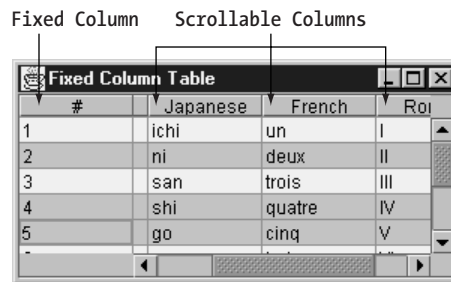 Fixed Column Scrollable Columns
Fixed Column Table
# Japanese French Ro
1 ichi un I
2 ni deux II
3 san trois III
4 shi quatre IV
5 go cinq V